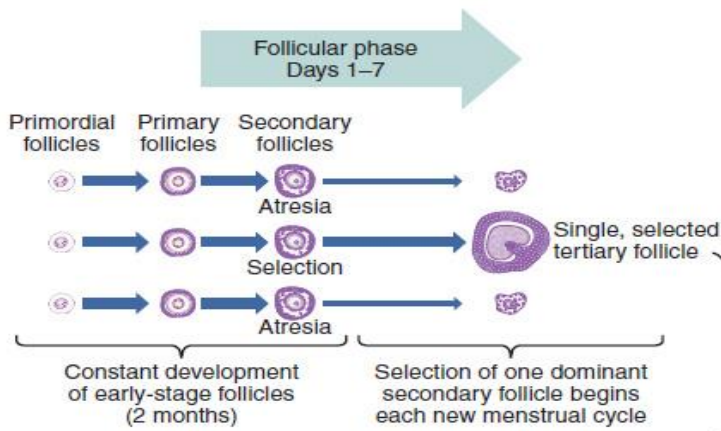 Follicular phase
Days 1–7
Primordial
follicles
Primary
follicles
Secondary
follicles
Atresia
Selection
Atresia
Single, selected
tertiary follicle
Constant development
of early-stage follicles
(2 months)
Selection of one dominant
secondary follicle begins
each new menstrual cycle